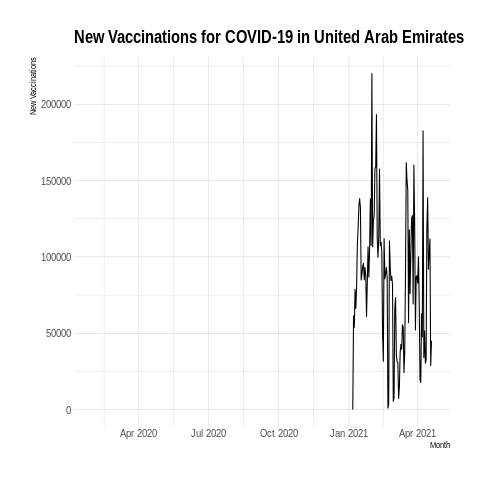 New Vaccinations for COVID-19 in United Arab Emirates
New Vaccinations
200000
150000
100000
50000
0
Apr 2020 Jul 2020 Oct 2020 Jan 2021 Apr 2021
Month